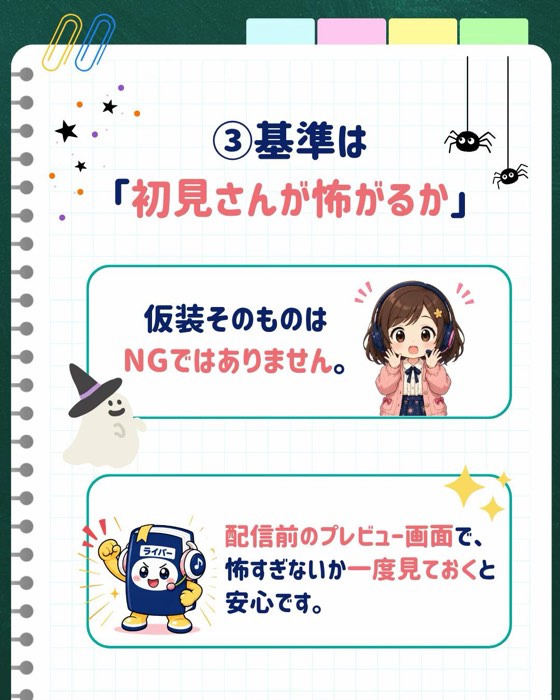 ③基準は
「初見さんが怖がるか」
仮装そのものは
NGではありません。
ライバー
配信前のプレビュー画面で、
怖すぎないか一度見ておくと
安心です。